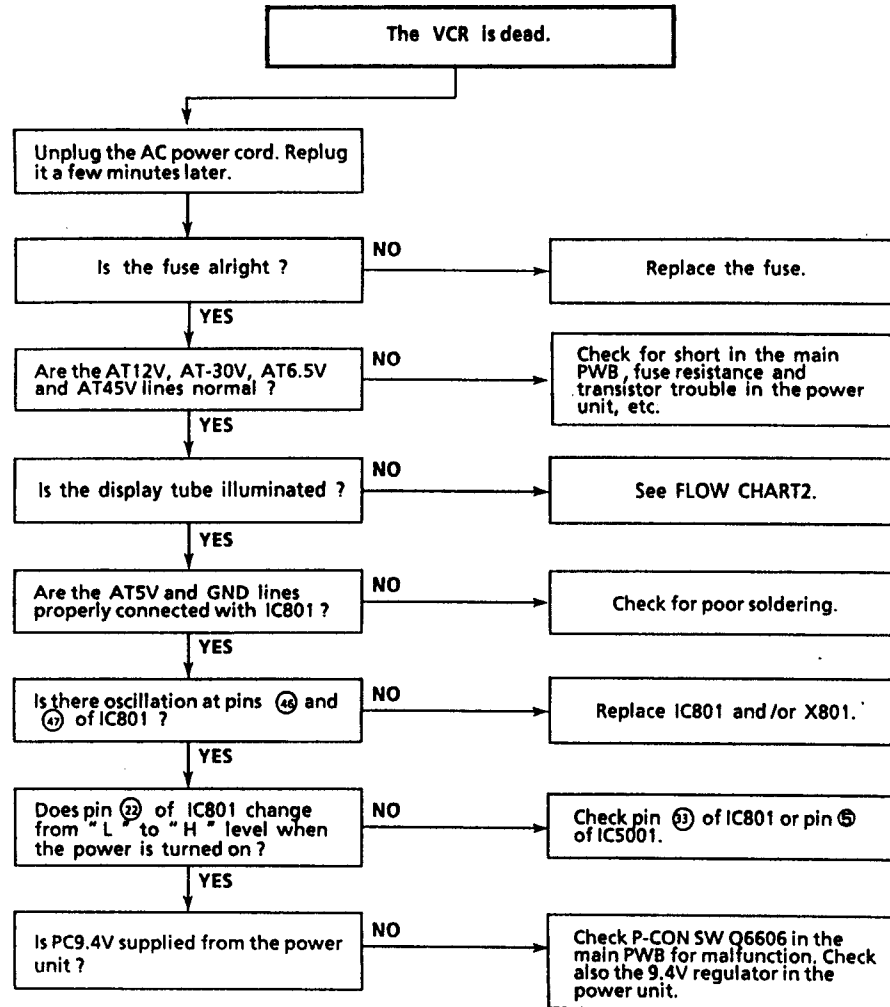 The VCR is dead.
Unplug the AC power cord. Replug
it a few minutes later.
Is the fuse alright ?
NO
Replace the fuse.
YES
Are the AT12V, AT-30V, AT6.5V
and AT45V lines normal ?
NO
Check for short in the main
PWB, fuse resistance and
transistor trouble in the power
unit, etc.
YES
Is the display tube illuminated ?
NO
See FLOW CHART2.
YES
Are the AT5V and GND lines
properly connected with IC801 ?
NO
Check for poor soldering.
YES
Is there oscillation at pins ㊻ and
㊼ of IC801 ?
NO
Replace IC801 and /or X801.
YES
Does pin ㉒ of IC801 change
from " L " to " H " level when
the power is turned on ?
NO
Check pin of IC801 or pin ⑤
of IC5001.
YES
Is PC9.4V supplied from the power
unit ?
NO
Check P-CON SW Q6606 in the
main PWB for malfunction. Check
also the 9.4V regulator in the
power unit.